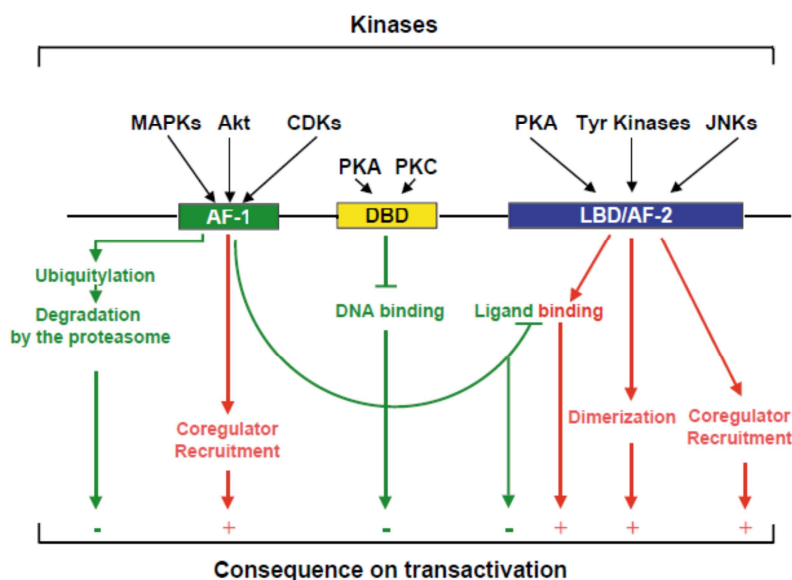 Kinases
MAPKs Akt CDKs
PKA Tyr Kinases JNKs
PKA PKC
AF-1
DBD
LBD/AF-2
Ubiquitylation
Degradation
by the proteasome
DNA binding
Ligand binding
Coregulator
Recruitment
Dimerization
Coregulator
Recruitment
- + - - + + +
Consequence on transactivation